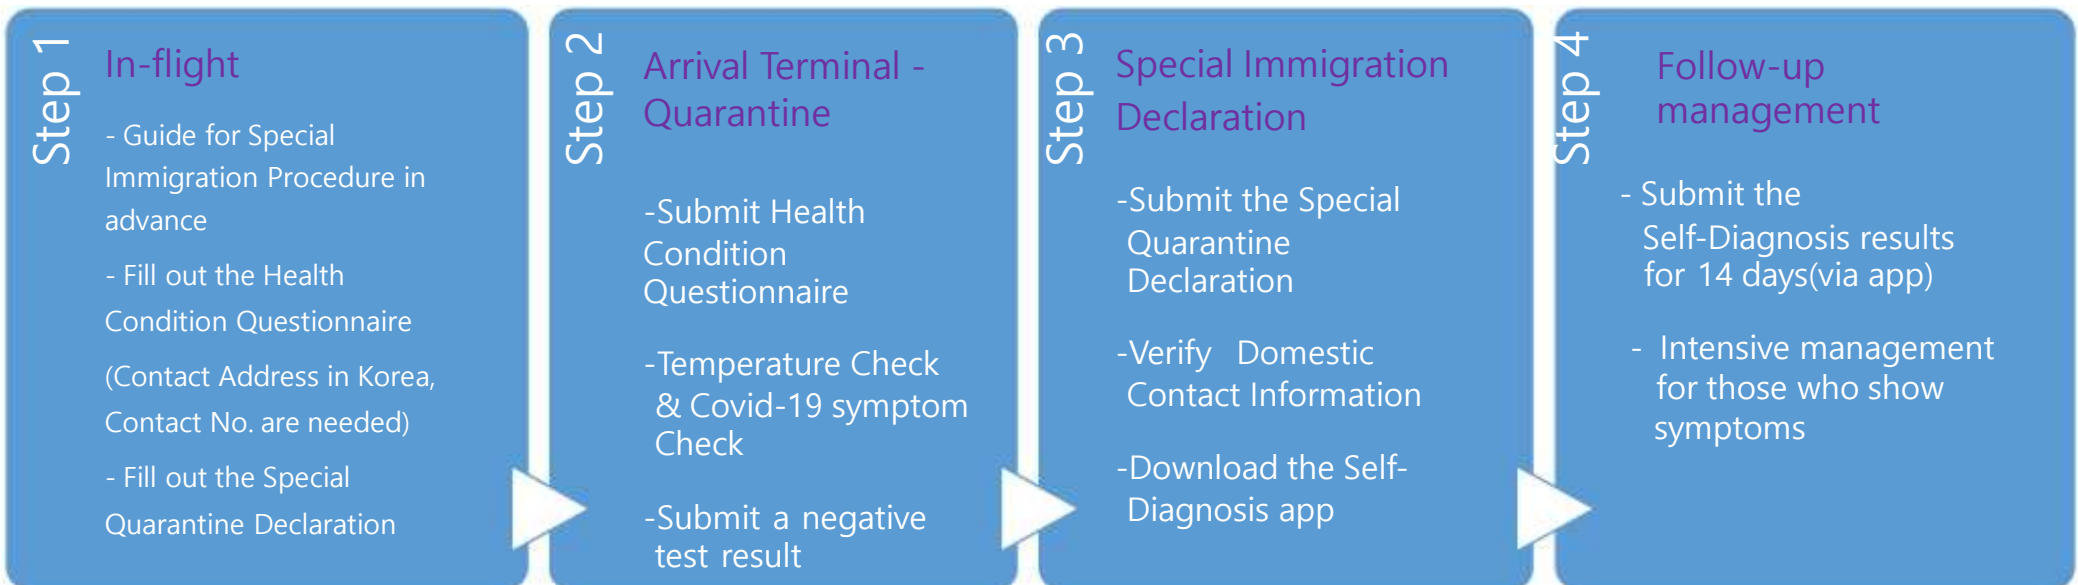 Step 1
In-flight
- Guide for Special
Immigration Procedure in
advance
- Fill out the Health
Condition Questionnaire
(Contact Address in Korea,
Contact No. are needed)
- Fill out the Special
Quarantine Declaration
Step 2
Arrival Terminal -
Quarantine
-Submit Health
Condition
Questionnaire
-Temperature Check
& Covid-19 symptom
Check
-Submit a negative
test result
Step 3
Special Immigration
Declaration
-Submit the Special
Quarantine
Declaration
-Verify Domestic
Contact Information
-Download the Self-
Diagnosis app
Step 4
Follow-up
management
- Submit the
Self-Diagnosis results
for 14 days(via app)
- Intensive management
for those who show
symptoms